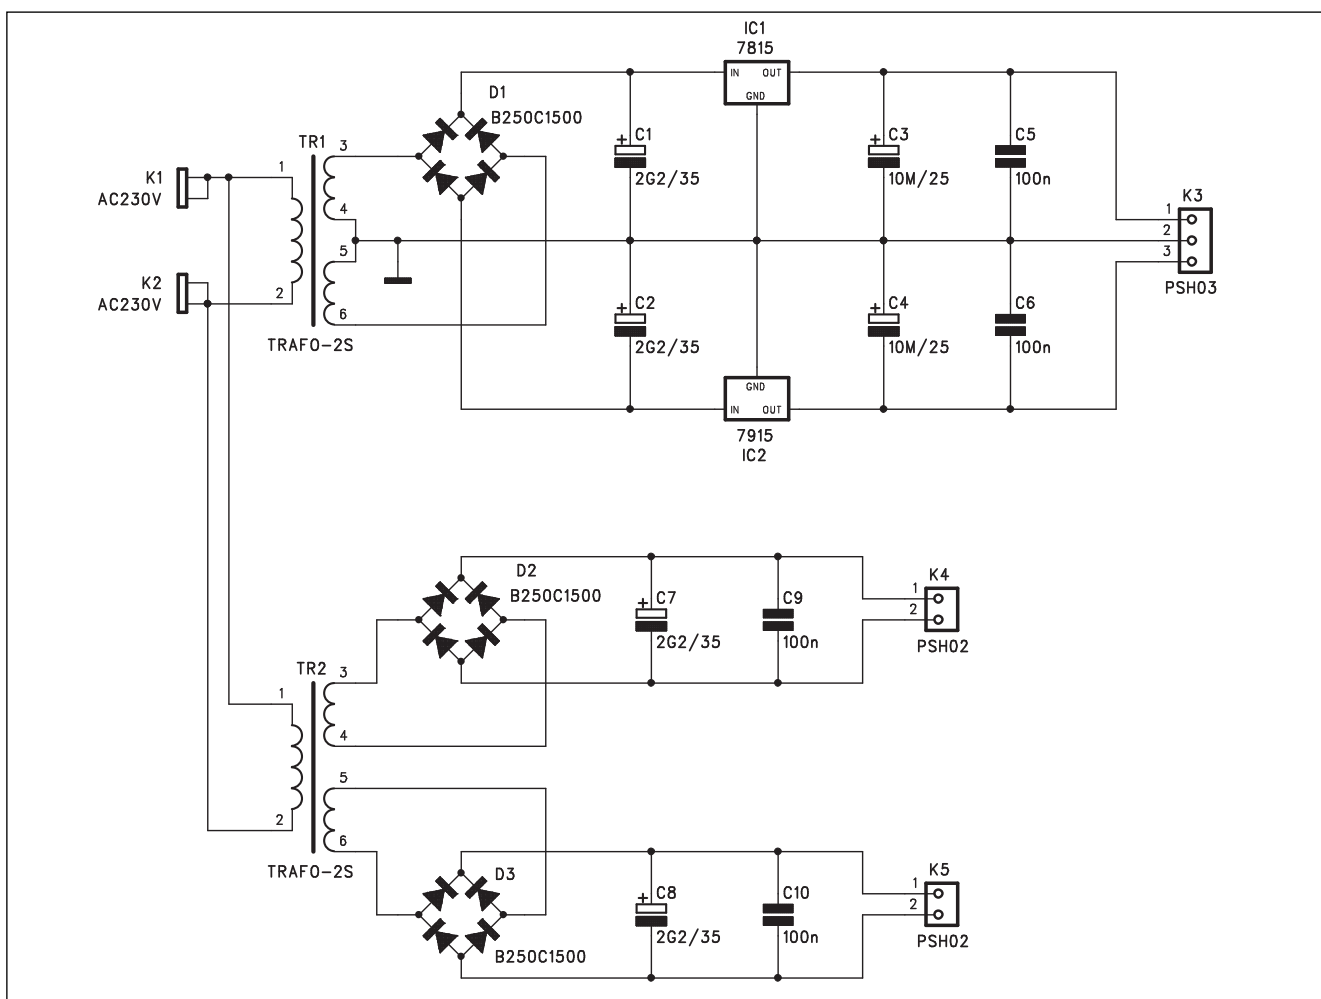 IC1
7815
IN OUT
GND
D1
B250C1500
TR1
3
1
K1
AC230V
4
5
K2
AC230V
2
6
TRAFO-2S
C1
2G2/35
C3
10M/25
C5
100n
K3
1
2
3
PSH03
C2
2G2/35
C4
10M/25
C6
100n
GND
IN OUT
7915
IC2
D2
B250C1500
C7
2G2/35
C9
100n
K4
1
2
PSH02
TR2
3
1
4
5
2
6
TRAFO-2S
D3
B250C1500
C8
2G2/35
C10
100n
K5
1
2
PSH02